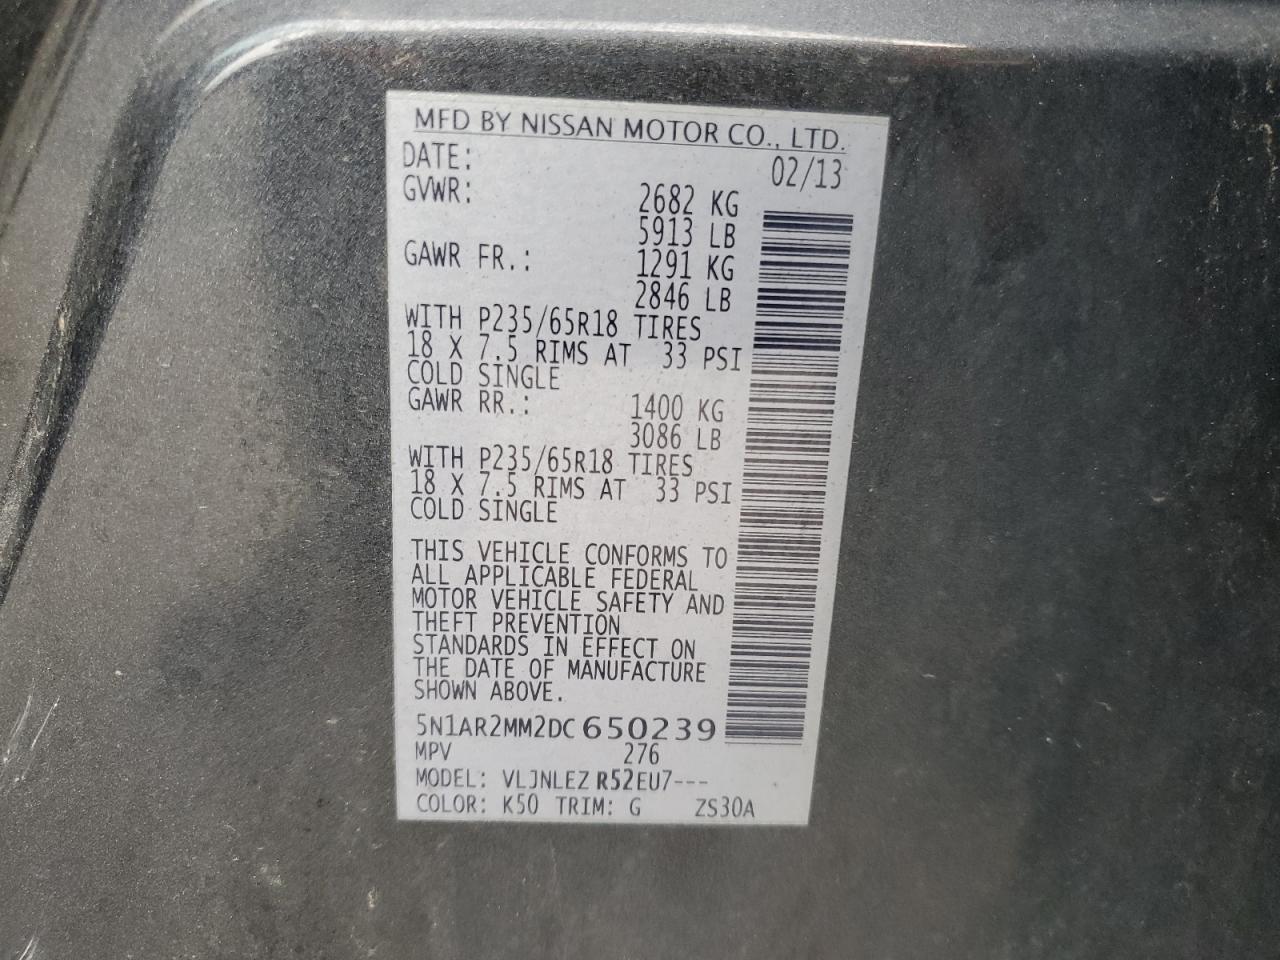 MFD BY NISSAN MOTOR CO., LTD.
DATE: 02/13
GVWR: 2682 KG
5913 LB
GAWR FR.: 1291 KG
2846 LB
WITH P235/65R18 TIRES
18 X 7.5 RIMS AT 33 PSI
COLD SINGLE
GAWR RR.: 1400 KG
3086 LB
WITH P235/65R18 TIRES
18 X 7.5 RIMS AT 33 PSI
COLD SINGLE
THIS VEHICLE CONFORMS TO
ALL APPLICABLE FEDERAL
MOTOR VEHICLE SAFETY AND
THEFT PREVENTION
STANDARDS IN EFFECT ON
THE DATE OF MANUFACTURE
SHOWN ABOVE.
5N1AR2MM2DC650239
MPV 276
MODEL: VLJNLEZ R52EU7---
COLOR: K50 TRIM: G ZS30A